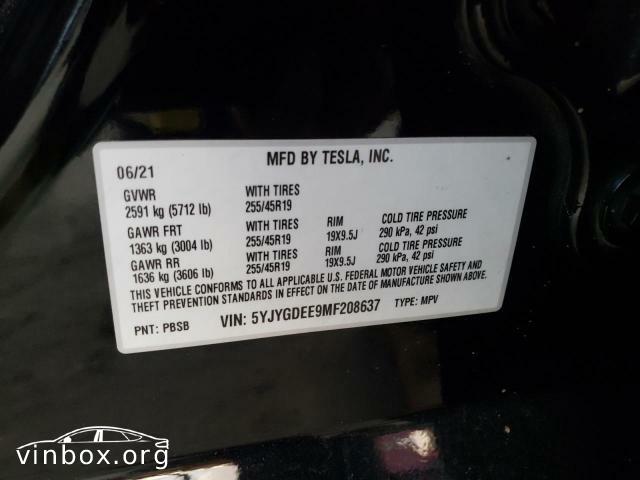 06/21 MFD BY TESLA, INC.
GVWR WITH TIRES
2591 kg (5712 lb) 255/45R19
GAWR FRT WITH TIRES RIM COLD TIRE PRESSURE
1363 kg (3004 lb) 255/45R19 19X9.5J 290 kPa, 42 psi
GAWR RR WITH TIRES RIM COLD TIRE PRESSURE
1636 kg (3606 lb) 255/45R19 19X9.5J 290 kPa, 42 psi
THIS VEHICLE CONFORMS TO ALL APPLICABLE U.S. FEDERAL MOTOR VEHICLE SAFETY AND
THEFT PREVENTION STANDARDS IN EFFECT ON THE DATE OF MANUFACTURE SHOWN ABOVE.
PNT: PBSB VIN: 5YJYGDEE9MF208637 TYPE: MPV
vinbox.org